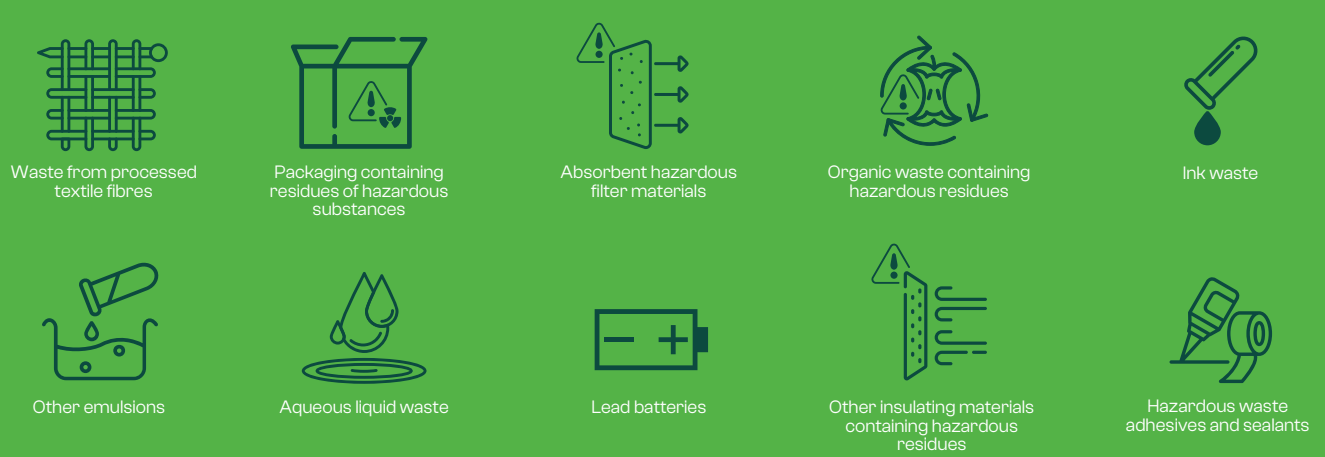 Waste from processed
textile fibres
Packaging containing
residues of hazardous
substances
Absorbent hazardous
filter materials
Organic waste containing
hazardous residues
Ink waste
Other emulsions
Aqueous liquid waste
Lead batteries
Other insulating materials
containing hazardous
residues
Hazardous waste
adhesives and sealants